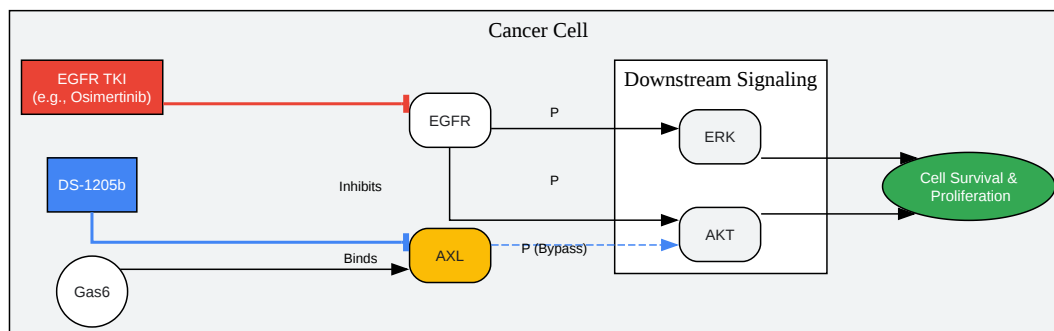 Cancer Cell
EGFR TKI
(e.g., Osimertinib)
Downstream Signaling
EGFR
P
ERK
DS-1205b
Inhibits
P
Cell Survival &
Proliferation
AXL
P (Bypass)
AKT
Binds
Gas6